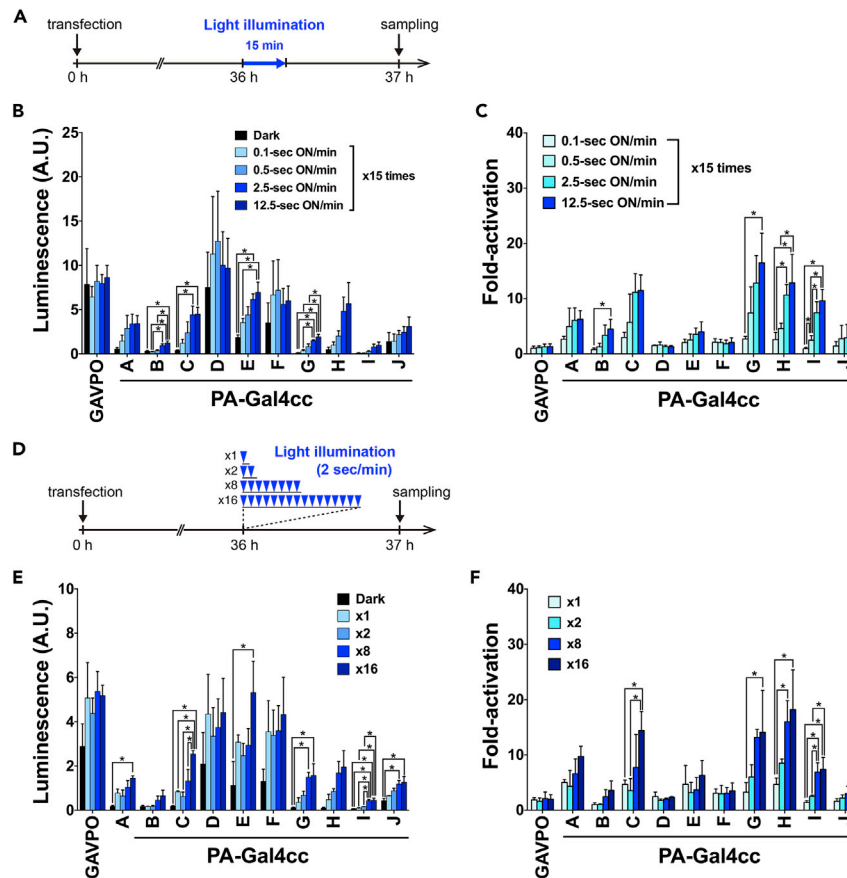 A
transfection
Light illumination
15 min
sampling
0 h
36 h
37 h
B
Luminescence (A.U.)
25
20
15
10
5
0
Dark
0.1-sec ON/min
0.5-sec ON/min
2.5-sec ON/min
12.5-sec ON/min
x15 times
* * * * * * * * * * * *
GAVPO A B C D E F G H I J
PA-Gal4cc
C
Fold-activation
40
30
20
10
0
0.1-sec ON/min
0.5-sec ON/min
2.5-sec ON/min
12.5-sec ON/min
x15 times
* * * * * * * * *
GAVPO A B C D E F G H I J
PA-Gal4cc
D
transfection
x1
x2
x8
x16
Light illumination
(2 sec/min)
sampling
0 h
36 h
37 h
E
Luminescence (A.U.)
10
8
6
4
2
0
Dark
x1
x2
x8
x16
* * * * * * * * * * * * * * *
GAVPO A B C D E F G H I J
PA-Gal4cc
F
Fold-activation
40
30
20
10
0
x1
x2
x8
x16
* * * * * * * * *
GAVPO A B C D E F G H I J
PA-Gal4cc